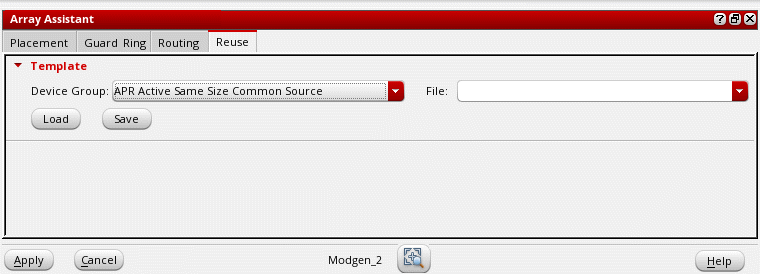 Array Assistant
Placement Guard Ring Routing Reuse
Template
Device Group: APR Active Same Size Common Source File:
Load Save
Apply Cancel Modgen_2 Help